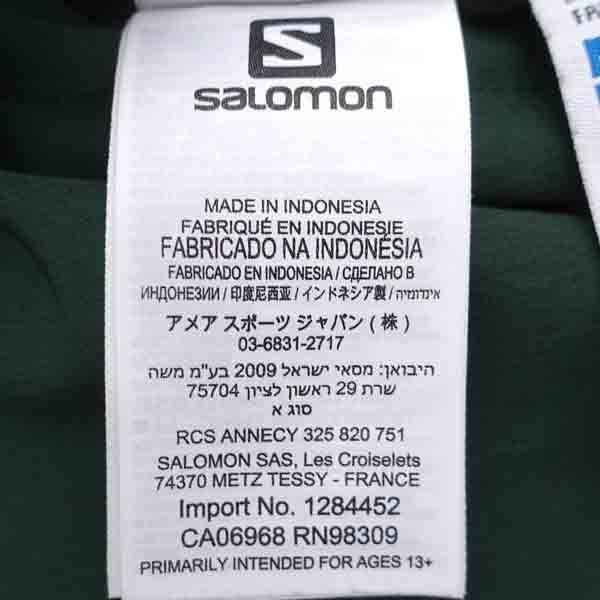 S
SALOMON
MADE IN INDONESIA
FABRIQUÉ EN INDONESIE
FABRICADO NA INDONÉSIA
FABRICADO EN INDONESIA / СДЕЛАНО В
ИНДОНЕЗИИ / 印度尼西亚 / インドネシア製 / אינדונזיה
アメア スポーツ ジャパン ( 株 )
03-6831-2717
היבואן: מסאי ישראל 2009 בע"מ משה
שרת 29 ראשון לציון 75704
סוג א
RCS ANNECY 325 820 751
SALOMON SAS, Les Croiselets
74370 METZ TESSY - FRANCE
Import No. 1284452
CA06968 RN98309
PRIMARILY INTENDED FOR AGES 13+